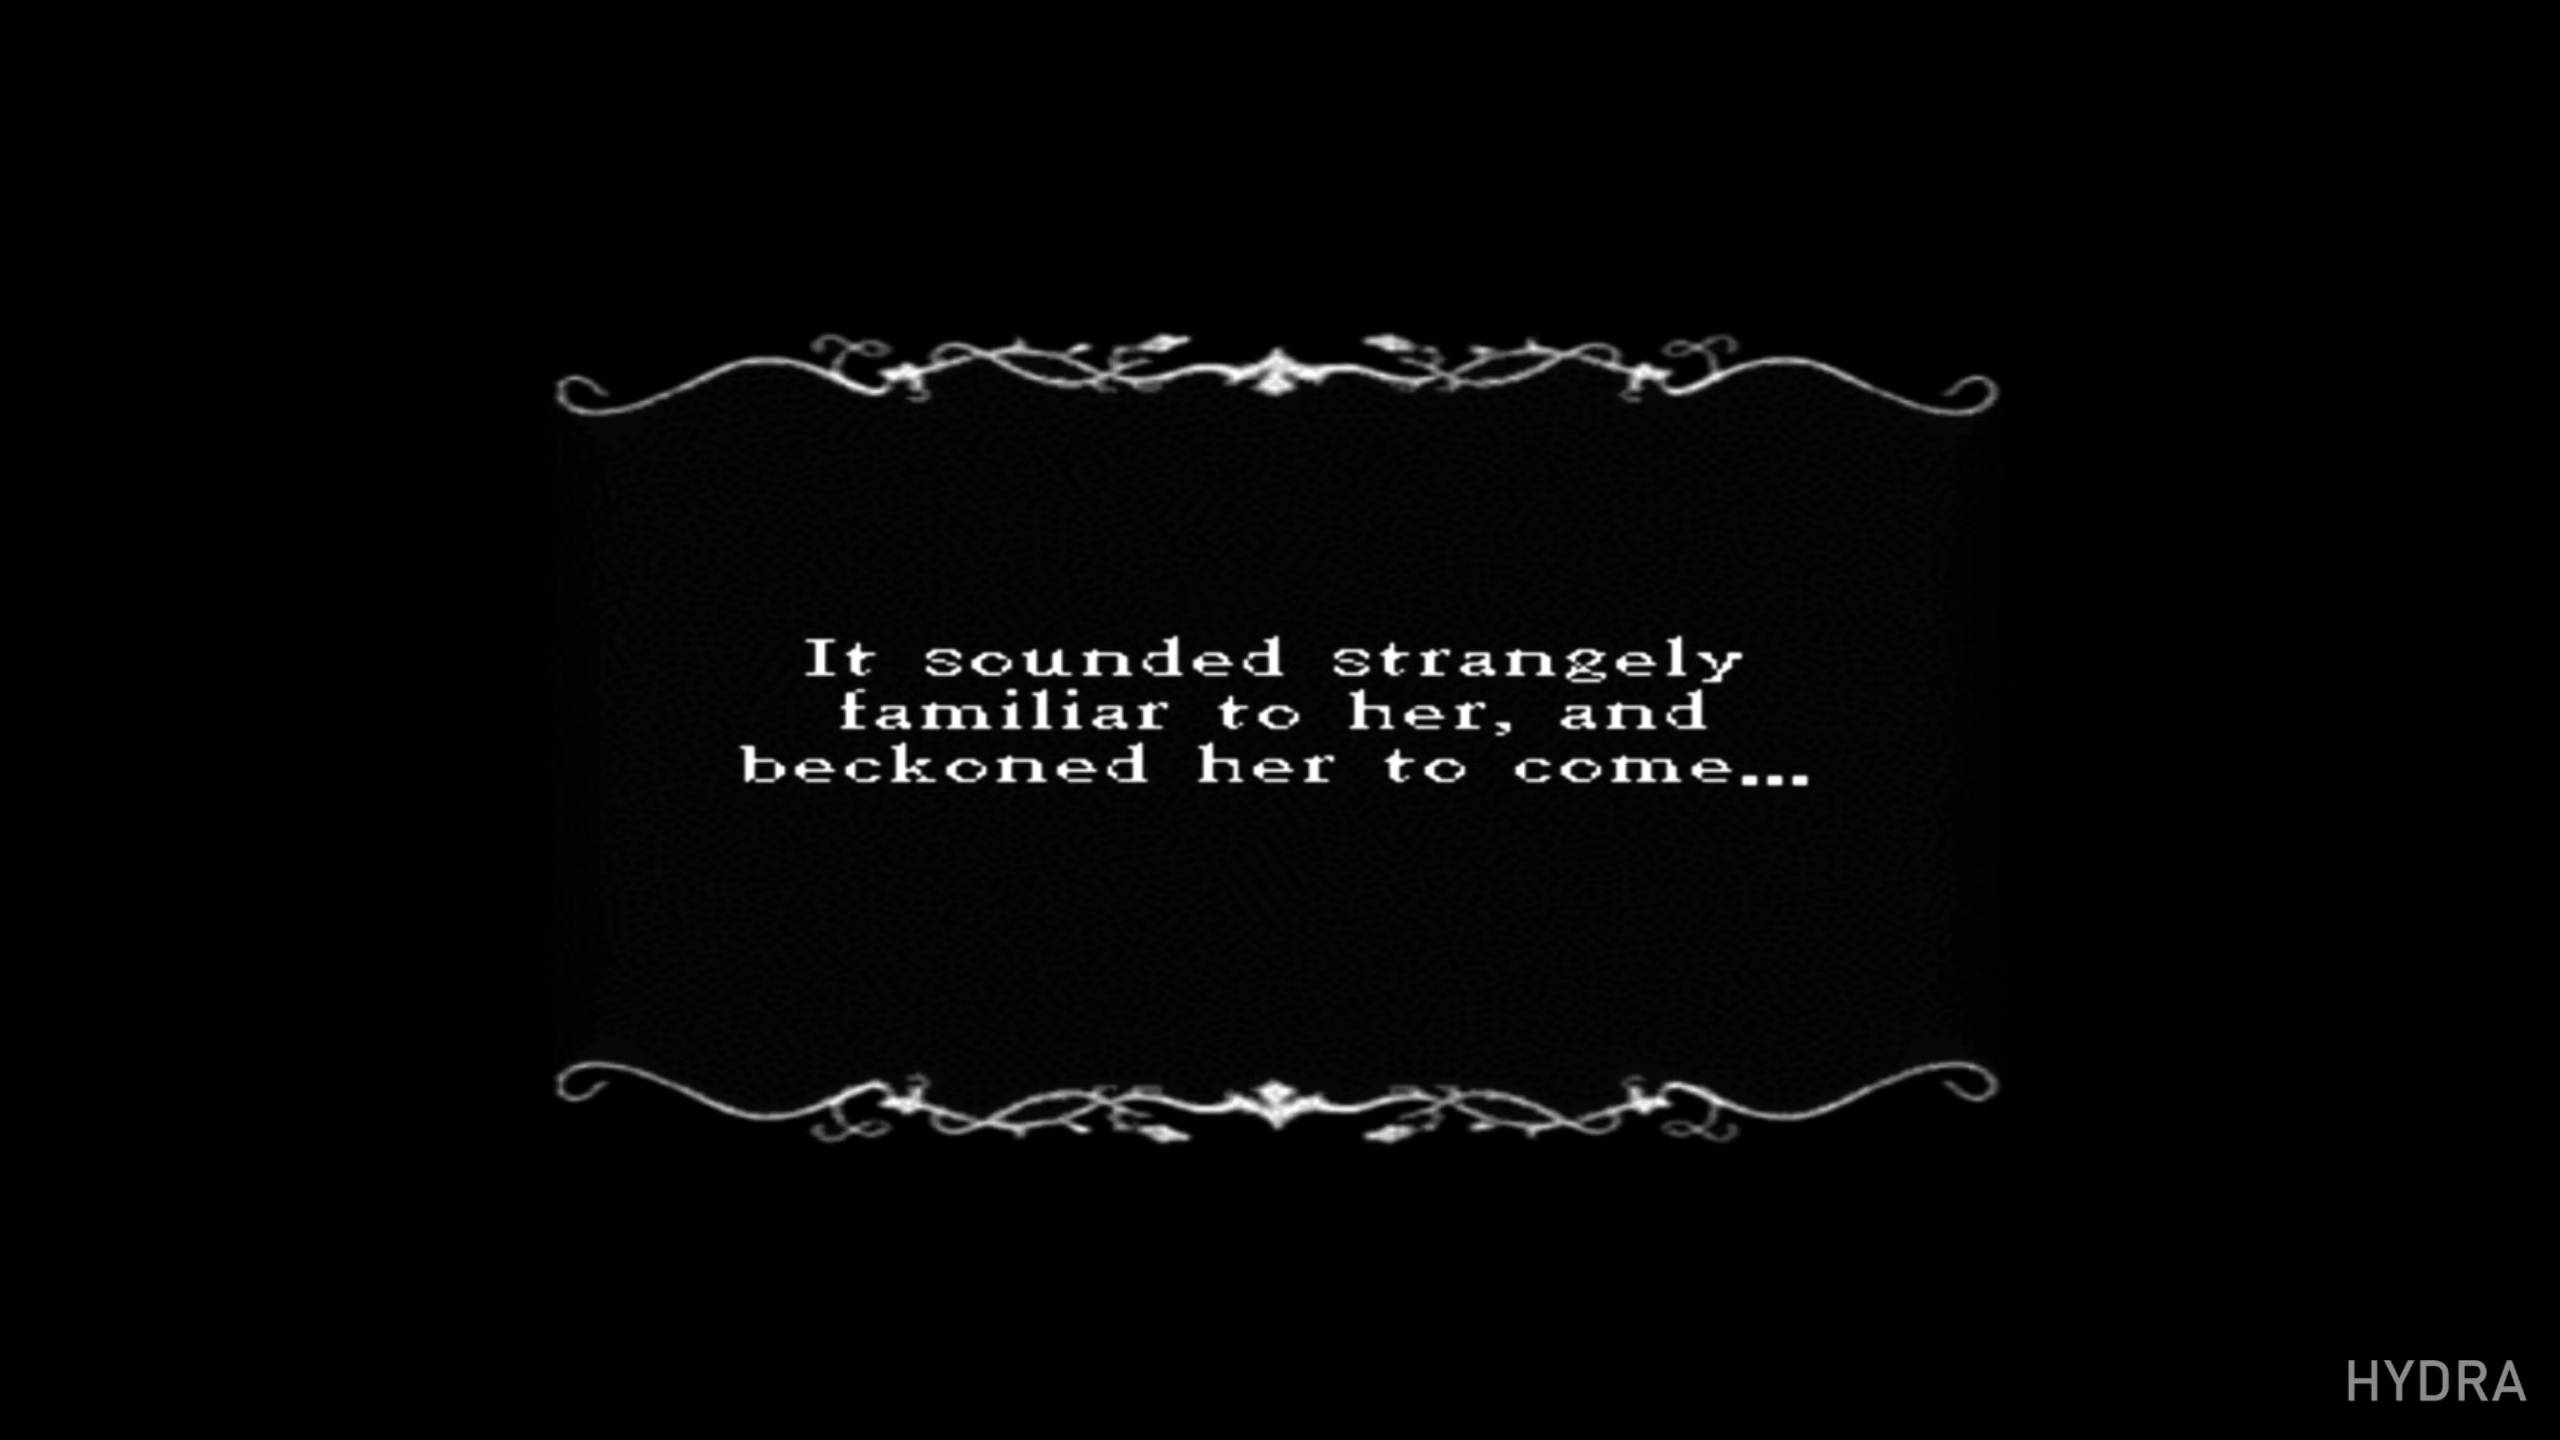 It sounded strangely
familiar to her, and
beckoned her to come...
HYDRA